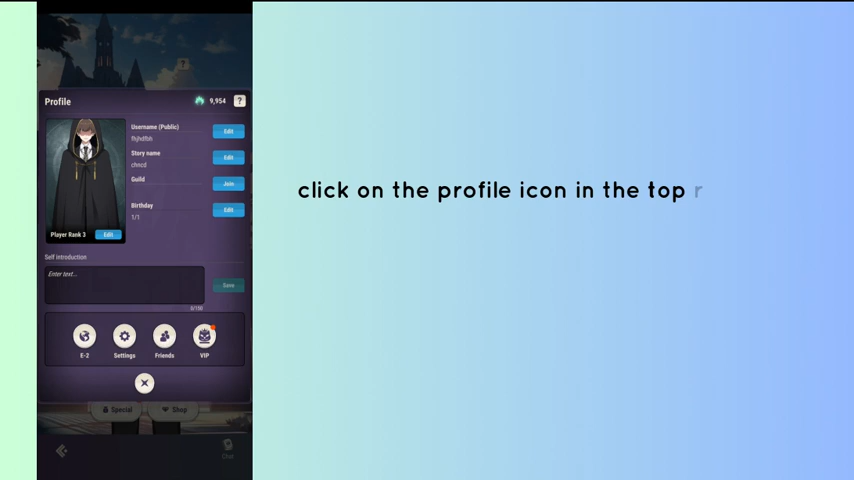 Profile
9,954
?
?
Username (Public)
Edit
Story name
chncd
Edit
Guild
Join
Birthday
1/1
Edit
Player Rank 3
Edit
Self introduction
Enter text...
Save
0/150
E-2
Settings
Friends
VIP
Special
Shop
Chat
click on the profile icon in the top r